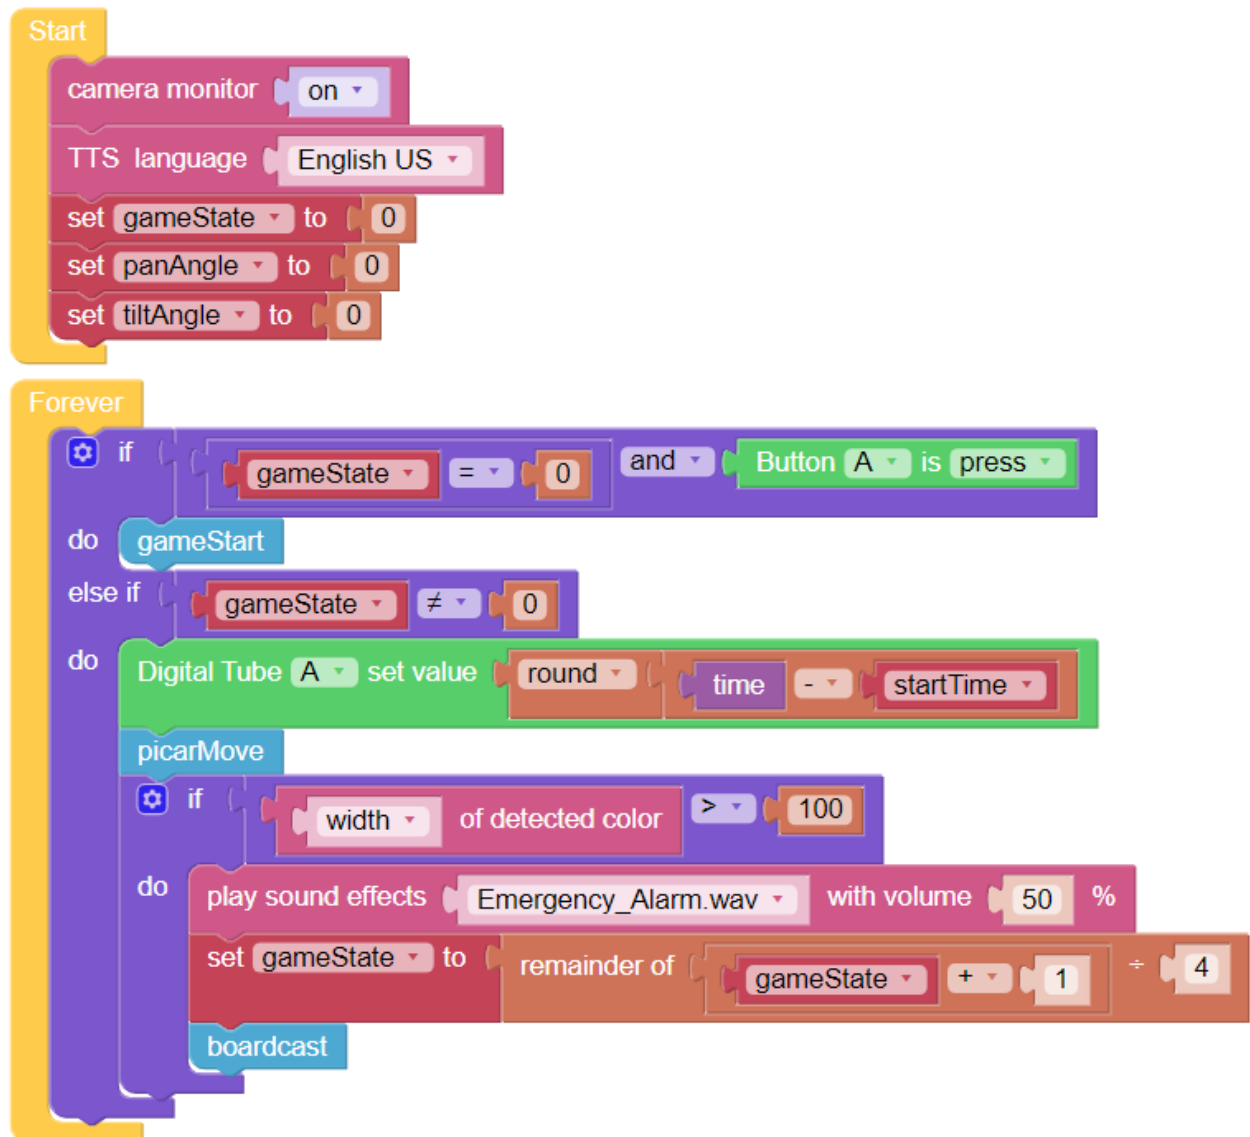 Start
camera monitor on
TTS language English US
set gameState to 0
set panAngle to 0
set tiltAngle to 0
Forever
if gameState = 0 and Button A is press
do gameStart
else if gameState ≠ 0
do Digital Tube A set value round time - startTime
picarMove
if width of detected color > 100
do play sound effects Emergency_Alarm.wav with volume 50 %
set gameState to remainder of gameState + 1 ÷ 4
boardcast